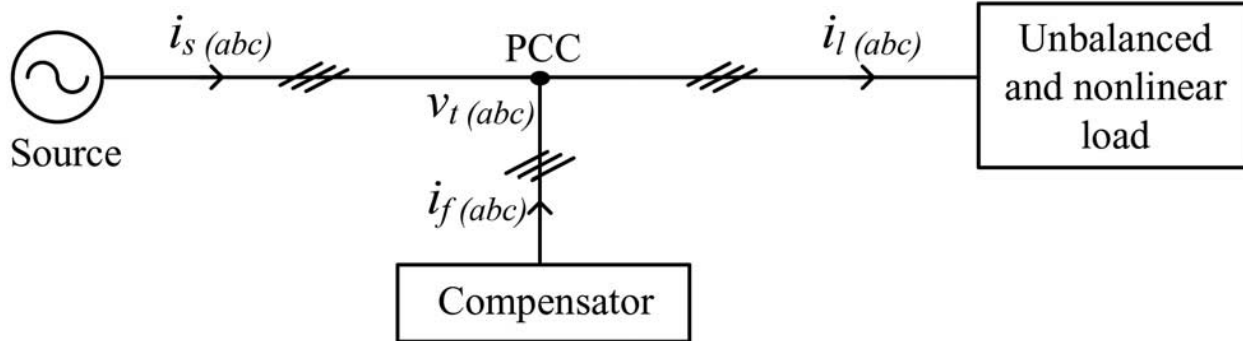 i_s (abc)
PCC
i_l (abc)
Unbalanced
and nonlinear
load
v_t (abc)
Source
i_f (abc)
Compensator